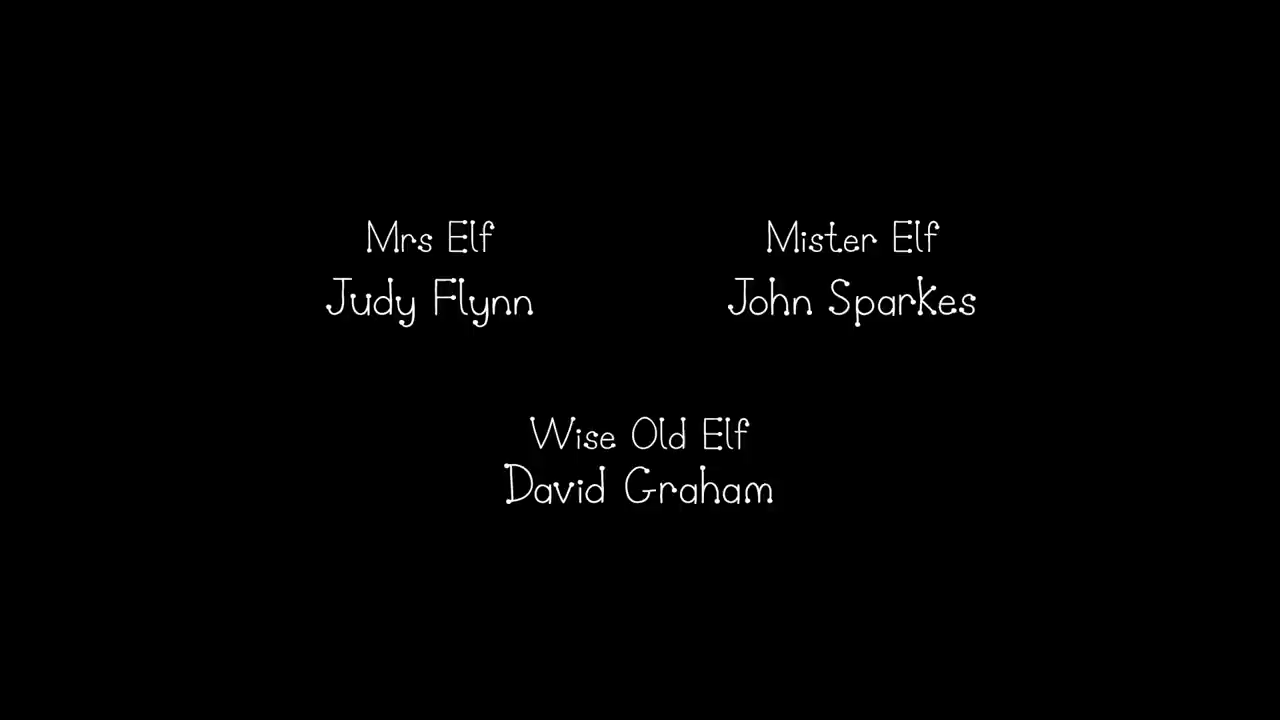 Mrs Elf
Judy Flynn
Mister Elf
John Sparkes
Wise Old Elf
David Graham